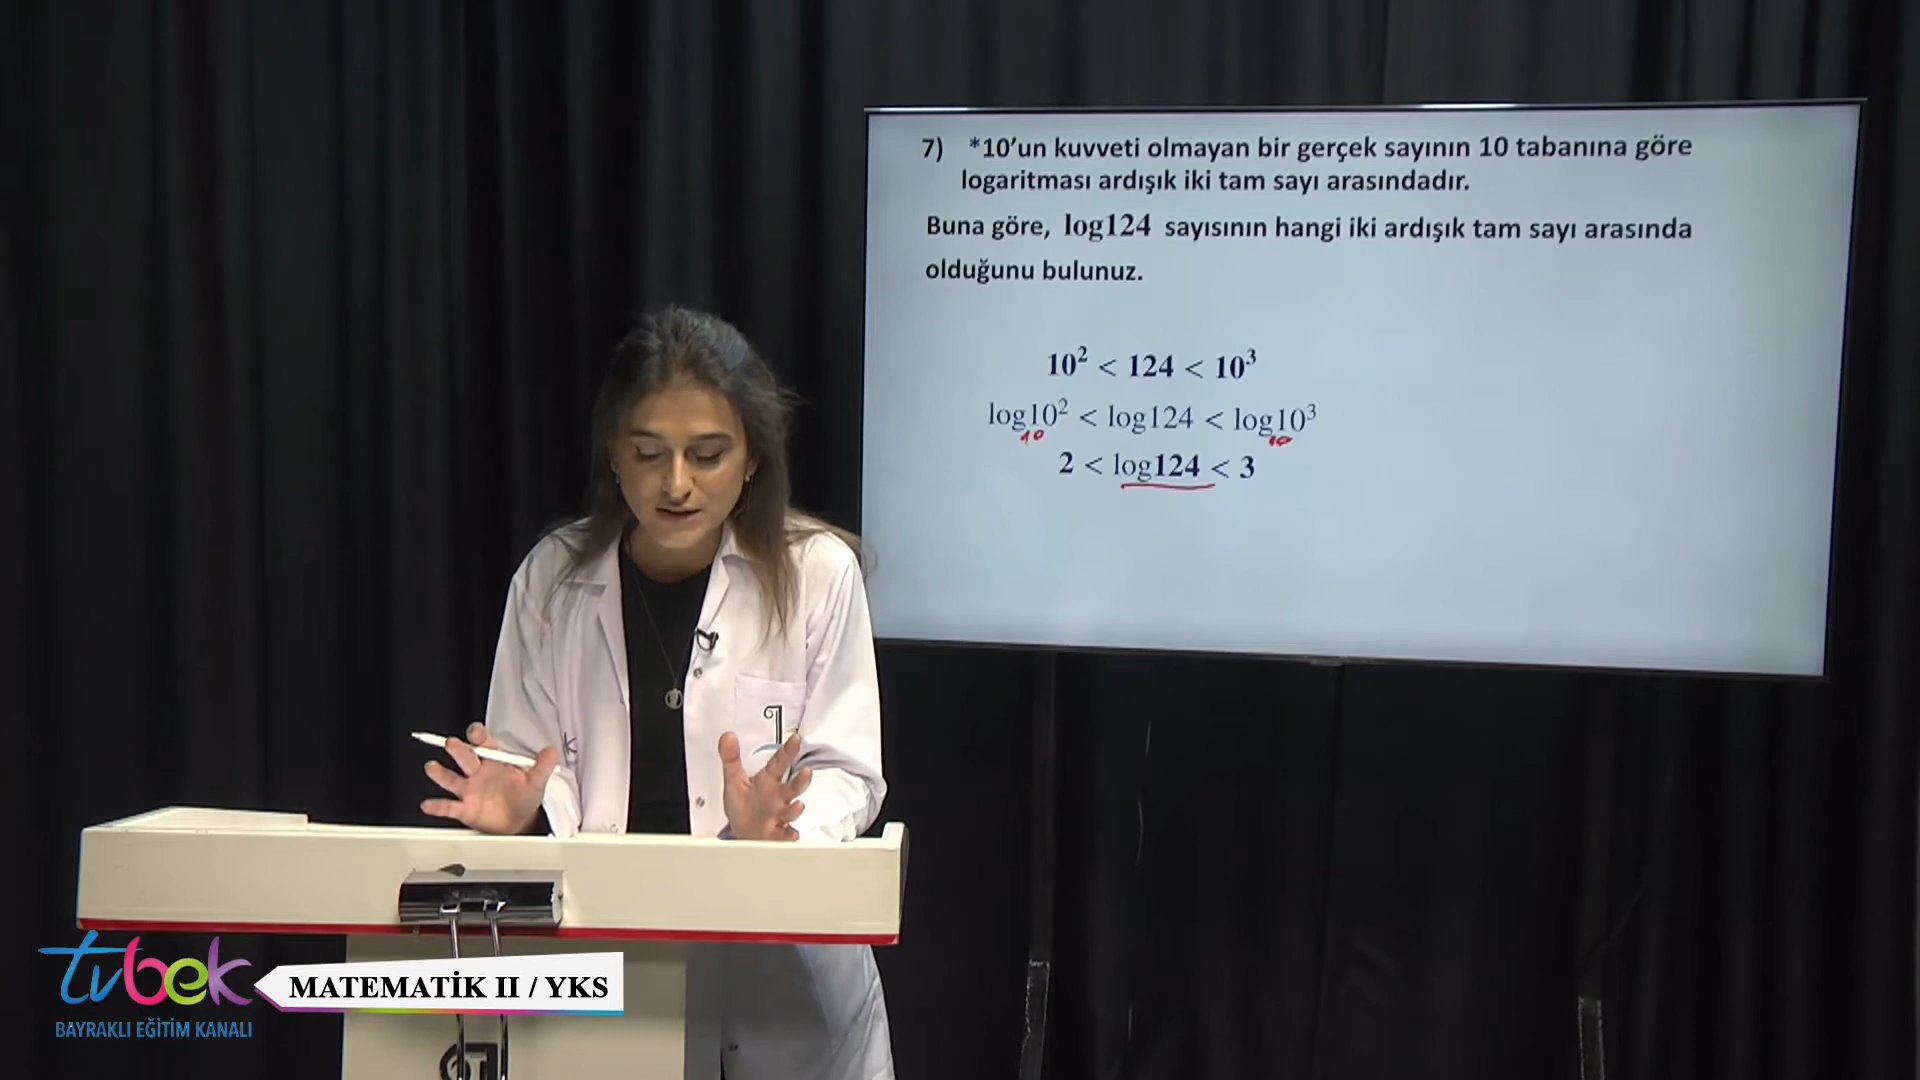 7) *10’un kuvveti olmayan bir gerçek sayının 10 tabanına göre
logaritması ardışık iki tam sayı arasındadır.
Buna göre, log124 sayısının hangi iki ardışık tam sayı arasında
olduğunu bulunuz.
10² < 124 < 10³
log10² < log124 < log10³
10 10
2 < log124 < 3
tvbek
BAYRAKLI EĞİTİM KANALI
MATEMATİK II / YKS